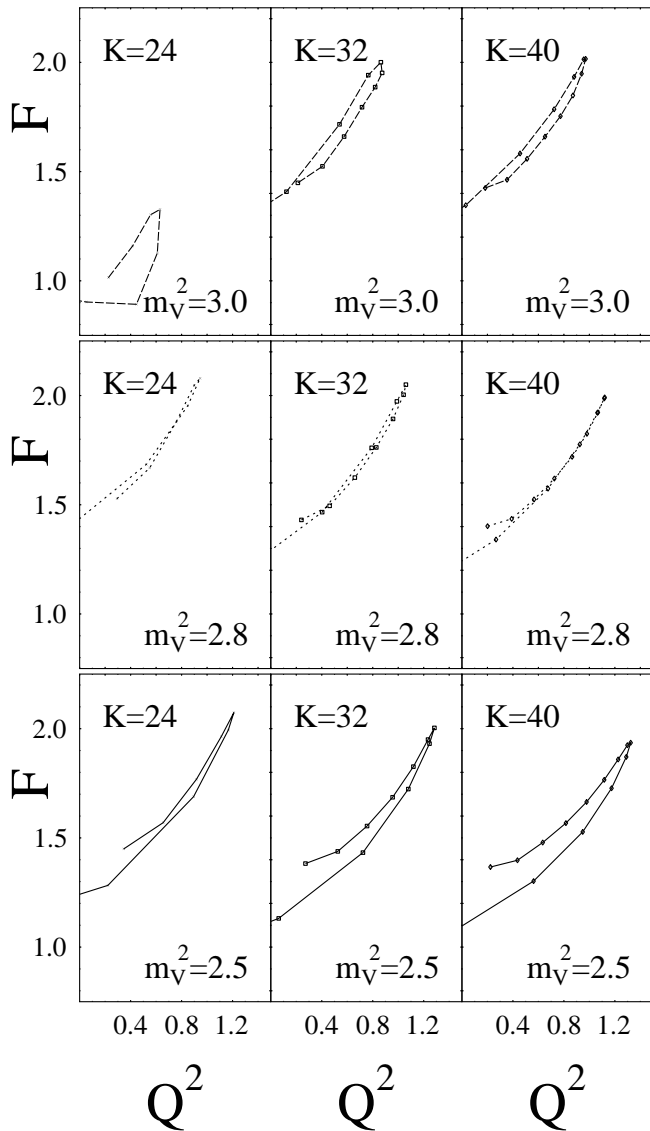 K=24 K=32 K=40
2.0
F
1.5
1.0
m_V^2=3.0 m_V^2=3.0 m_V^2=3.0
K=24 K=32 K=40
2.0
F
1.5
1.0
m_V^2=2.8 m_V^2=2.8 m_V^2=2.8
K=24 K=32 K=40
2.0
F
1.5
1.0
m_V^2=2.5 m_V^2=2.5 m_V^2=2.5
0.4 0.8 1.2 0.4 0.8 1.2 0.4 0.8 1.2
Q^2 Q^2 Q^2